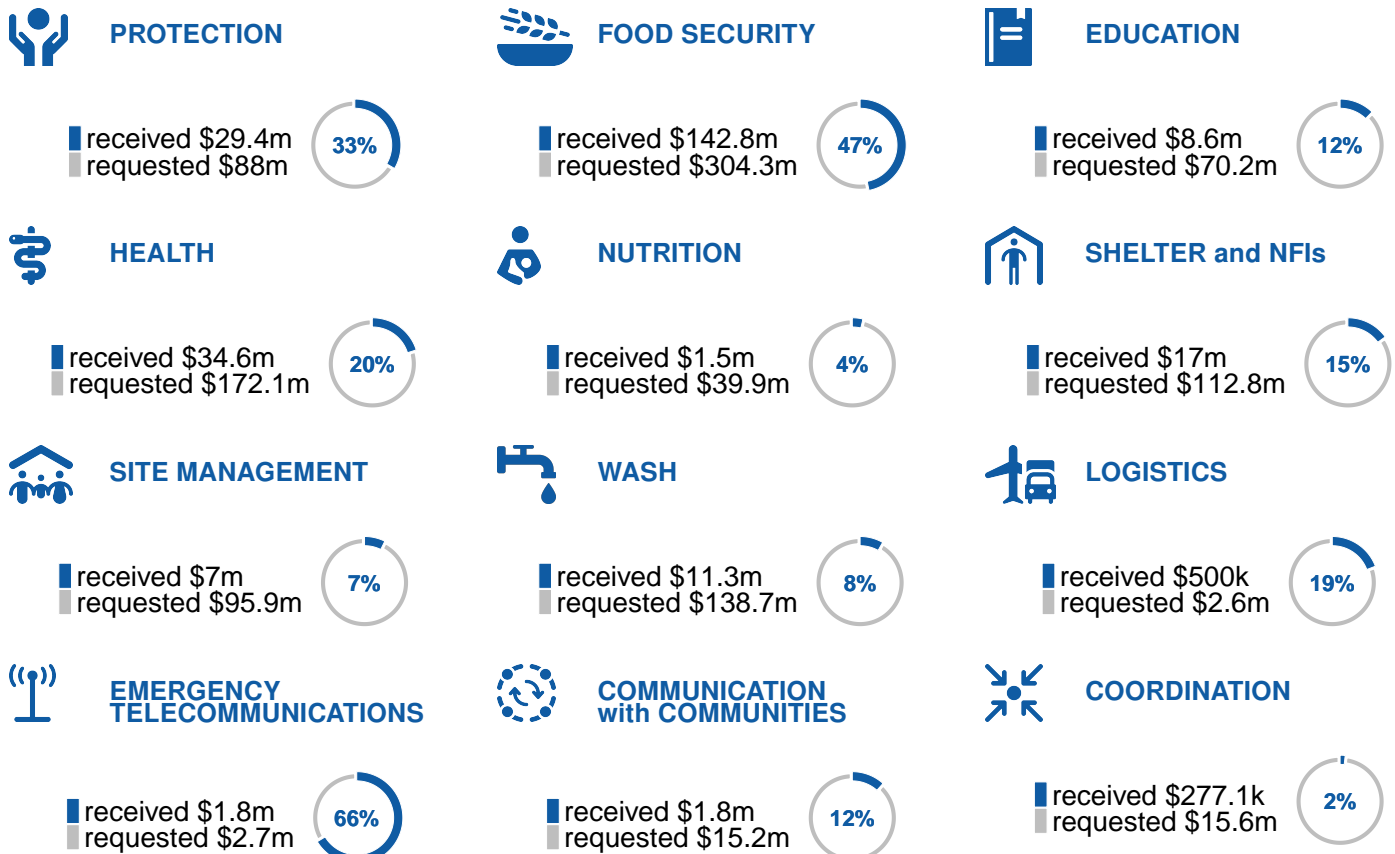 PROTECTION
received $29.4m
requested $88m
33%
FOOD SECURITY
received $142.8m
requested $304.3m
47%
EDUCATION
received $8.6m
requested $70.2m
12%
HEALTH
received $34.6m
requested $172.1m
20%
NUTRITION
received $1.5m
requested $39.9m
4%
SHELTER and NFIs
received $17m
requested $112.8m
15%
SITE MANAGEMENT
received $7m
requested $95.9m
7%
WASH
received $11.3m
requested $138.7m
8%
LOGISTICS
received $500k
requested $2.6m
19%
EMERGENCY
TELECOMMUNICATIONS
received $1.8m
requested $2.7m
66%
COMMUNICATION
with COMMUNITIES
received $1.8m
requested $15.2m
12%
COORDINATION
received $277.1k
requested $15.6m
2%